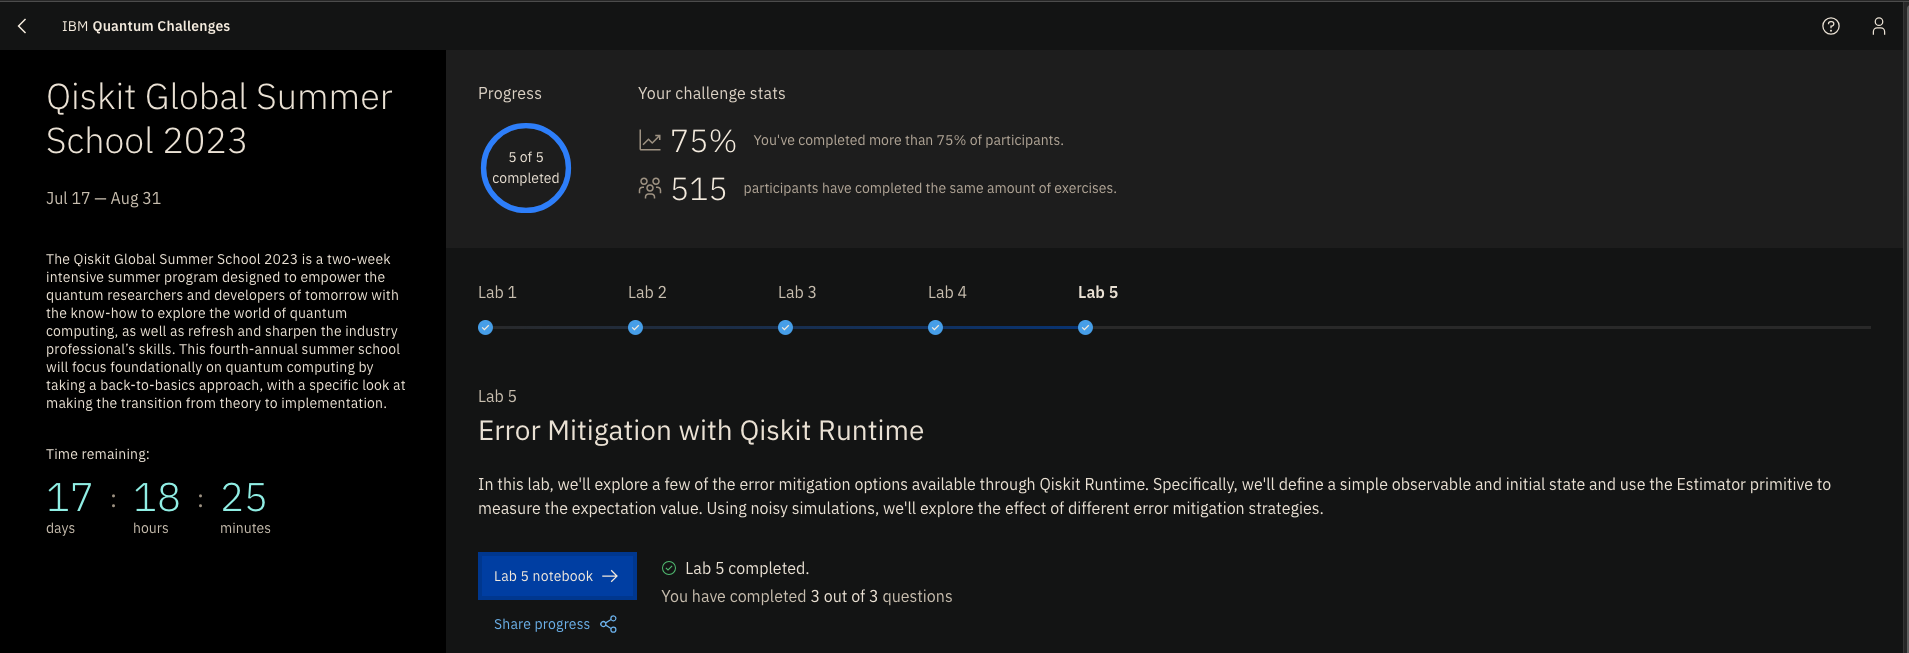 IBM Quantum Challenges
Qiskit Global Summer
School 2023
Jul 17 — Aug 31
The Qiskit Global Summer School 2023 is a two-week
intensive summer program designed to empower the
quantum researchers and developers of tomorrow with
the know-how to explore the world of quantum
computing, as well as refresh and sharpen the industry
professional's skills. This fourth-annual summer school
will focus foundationally on quantum computing by
taking a back-to-basics approach, with a specific look at
making the transition from theory to implementation.
Time remaining:
17 : 18 : 25
days hours minutes
Progress
5 of 5
completed
Your challenge stats
75% You've completed more than 75% of participants.
515 participants have completed the same amount of exercises.
Lab 1 Lab 2 Lab 3 Lab 4 Lab 5
Lab 5
Error Mitigation with Qiskit Runtime
In this lab, we'll explore a few of the error mitigation options available through Qiskit Runtime. Specifically, we'll define a simple observable and initial state and use the Estimator primitive to
measure the expectation value. Using noisy simulations, we'll explore the effect of different error mitigation strategies.
Lab 5 notebook
Lab 5 completed.
You have completed 3 out of 3 questions
Share progress